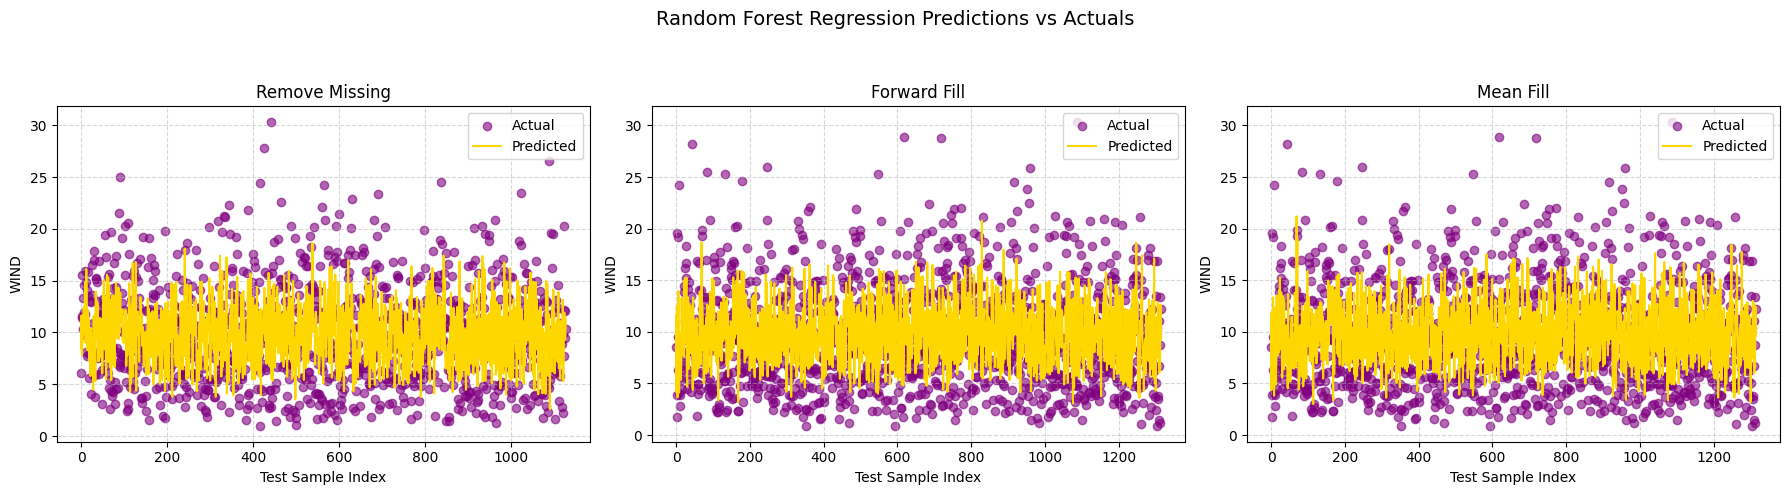 Random Forest Regression Predictions vs Actuals
Remove Missing
Actual
Predicted
WIND
30
25
20
15
10
5
0
0 200 400 600 800 1000
Test Sample Index
Forward Fill
Actual
Predicted
WIND
30
25
20
15
10
5
0
0 200 400 600 800 1000 1200
Test Sample Index
Mean Fill
Actual
Predicted
WIND
30
25
20
15
10
5
0
0 200 400 600 800 1000 1200
Test Sample Index